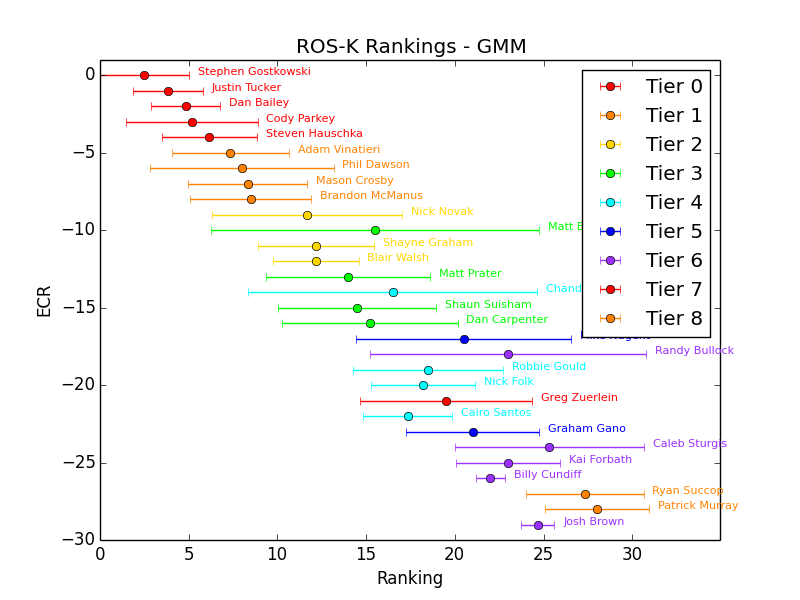 ROS-K Rankings - GMM
0
−5
−10
−15
−20
−25
−30
ECR
0
5
10
15
20
25
30
Ranking
Stephen Gostkowski
Justin Tucker
Dan Bailey
Cody Parkey
Steven Hauschka
Adam Vinatieri
Phil Dawson
Mason Crosby
Brandon McManus
Nick Novak
Matt
Shayne Graham
Blair Walsh
Matt Prater
Chand
Shaun Suisham
Dan Carpenter
Randy Bullock
Robbie Gould
Nick Folk
Greg Zuerlein
Cairo Santos
Graham Gano
Caleb Sturgis
Kai Forbath
Billy Cundiff
Ryan Succop
Patrick Murray
Josh Brown
Tier 0
Tier 1
Tier 2
Tier 3
Tier 4
Tier 5
Tier 6
Tier 7
Tier 8